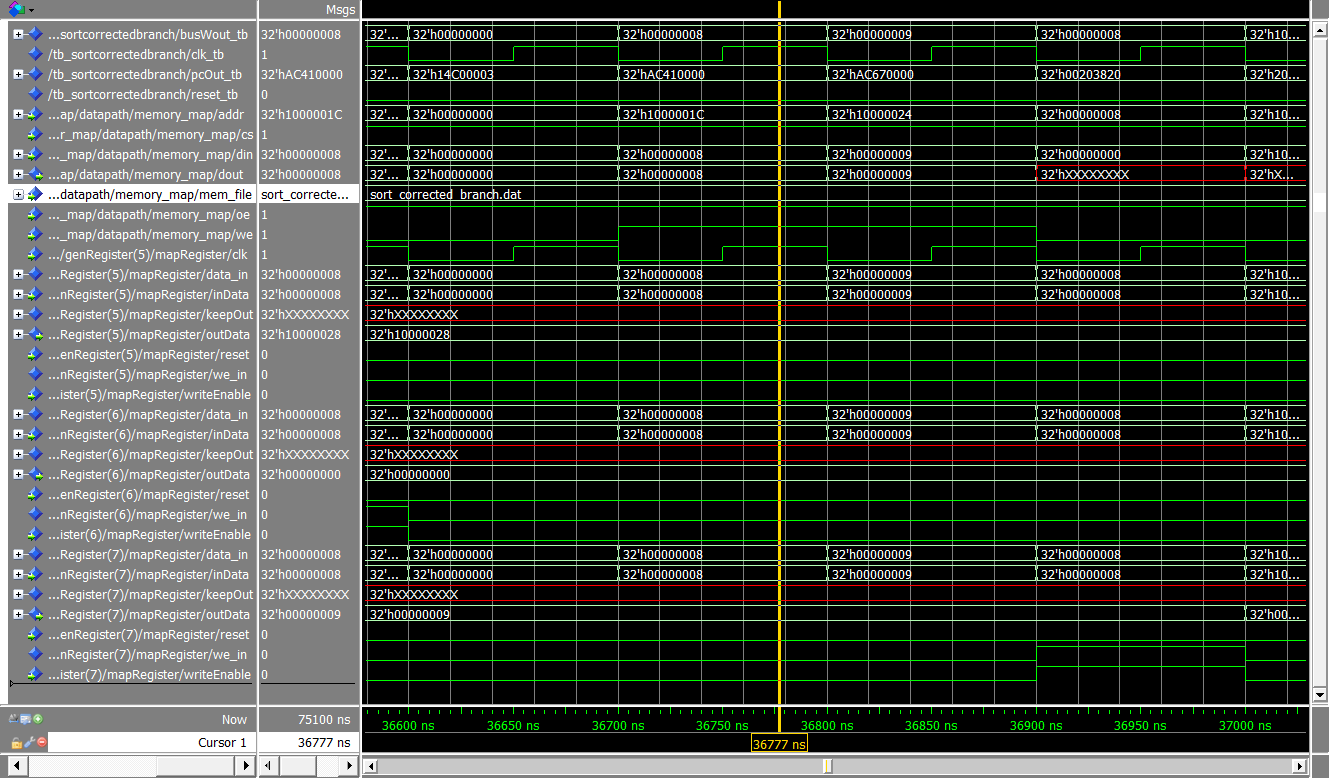 Msgs
...sortcorrectedbranch/busWout_tb 32'h00000008 32'... 32'h00000000 32'h00000008 32'h00000009 32'h00000008 32'h10...
/tb_sortcorrectedbranch/clk_tb 1
/tb_sortcorrectedbranch/pcOut_tb 32'hAC410000 32'... 32'h14C00003 32'hAC410000 32'hAC670000 32'h00203820 32'h20...
/tb_sortcorrectedbranch/reset_tb 0
...ap/datapath/memory_map/addr 32'h1000001C 32'... 32'h00000000 32'h1000001C 32'h10000024 32'h00000008 32'h10...
...r_map/datapath/memory_map/cs 1
..._map/datapath/memory_map/din 32'h00000008 32'... 32'h00000000 32'h00000008 32'h00000009 32'h00000000 32'h10...
...ap/datapath/memory_map/dout 32'h00000008 32'... 32'h00000000 32'h00000008 32'h00000009 32'hXXXXXXXX 32'hX...
...datapath/memory_map/mem_file sort_correcte... sort_corrected_branch.dat
..._map/datapath/memory_map/oe 1
..._map/datapath/memory_map/we 1
.../genRegister(5)/mapRegister/clk 1
...Register(5)/mapRegister/data_in 32'h00000008 32'... 32'h00000000 32'h00000008 32'h00000009 32'h00000008 32'h10...
...nRegister(5)/mapRegister/inData 32'h00000008 32'... 32'h00000000 32'h00000008 32'h00000009 32'h00000008 32'h10...
...Register(5)/mapRegister/keepOut 32'hXXXXXXXX 32'hXXXXXXXX
...Register(5)/mapRegister/outData 32'h10000028 32'h10000028
...enRegister(5)/mapRegister/reset 0
...nRegister(5)/mapRegister/we_in 0
...ister(5)/mapRegister/writeEnable 0
...Register(6)/mapRegister/data_in 32'h00000008 32'... 32'h00000000 32'h00000008 32'h00000009 32'h00000008 32'h10...
...nRegister(6)/mapRegister/inData 32'h00000008 32'... 32'h00000000 32'h00000008 32'h00000009 32'h00000008 32'h10...
...Register(6)/mapRegister/keepOut 32'hXXXXXXXX 32'hXXXXXXXX
...Register(6)/mapRegister/outData 32'h00000000 32'h00000000
...enRegister(6)/mapRegister/reset 0
...nRegister(6)/mapRegister/we_in 0
...ister(6)/mapRegister/writeEnable 0
...Register(7)/mapRegister/data_in 32'h00000008 32'... 32'h00000000 32'h00000008 32'h00000009 32'h00000008 32'h10...
...nRegister(7)/mapRegister/inData 32'h00000008 32'... 32'h00000000 32'h00000008 32'h00000009 32'h00000008 32'h10...
...Register(7)/mapRegister/keepOut 32'hXXXXXXXX 32'hXXXXXXXX
...Register(7)/mapRegister/outData 32'h00000009 32'h00000009 32'h00...
...enRegister(7)/mapRegister/reset 0
...nRegister(7)/mapRegister/we_in 0
...ister(7)/mapRegister/writeEnable 0
Now 75100 ns 36600 ns 36650 ns 36700 ns 36750 ns 36800 ns 36850 ns 36900 ns 36950 ns 37000 ns
Cursor 1 36777 ns 36777 ns